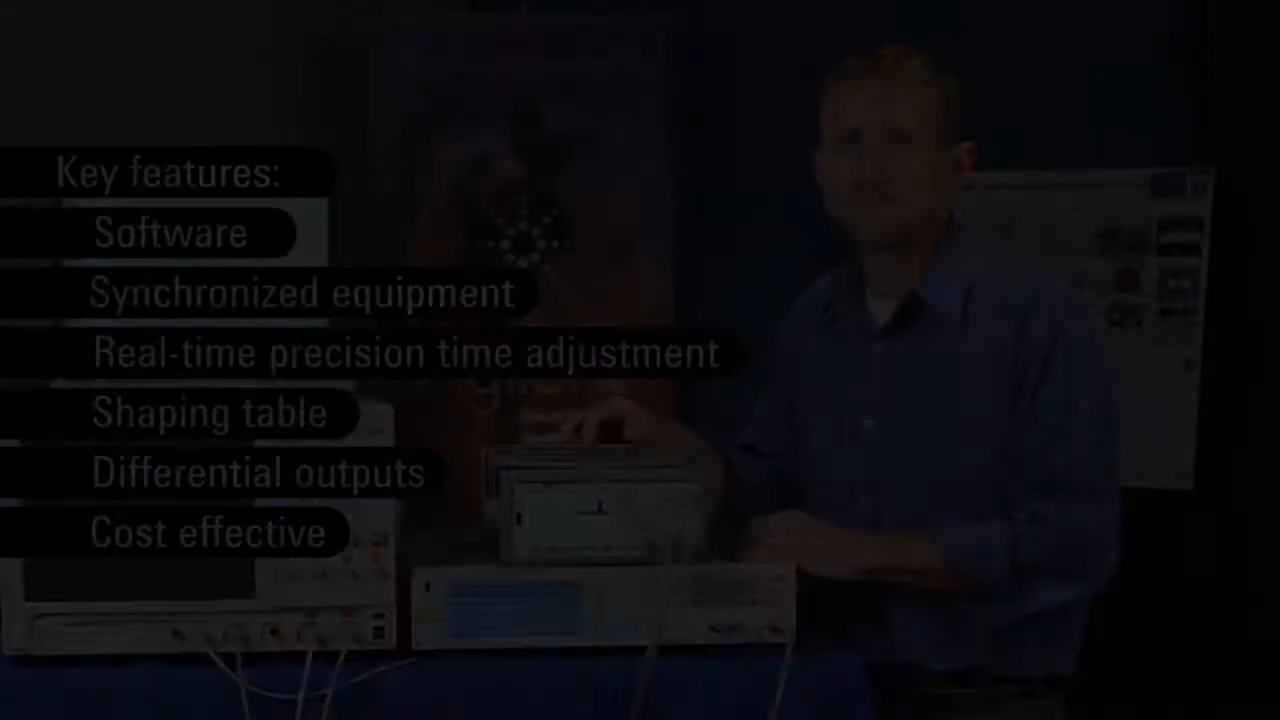 Key features:
Software
Synchronized equipment
Real-time precision time adjustment
Shaping table
Differential outputs
Cost effective